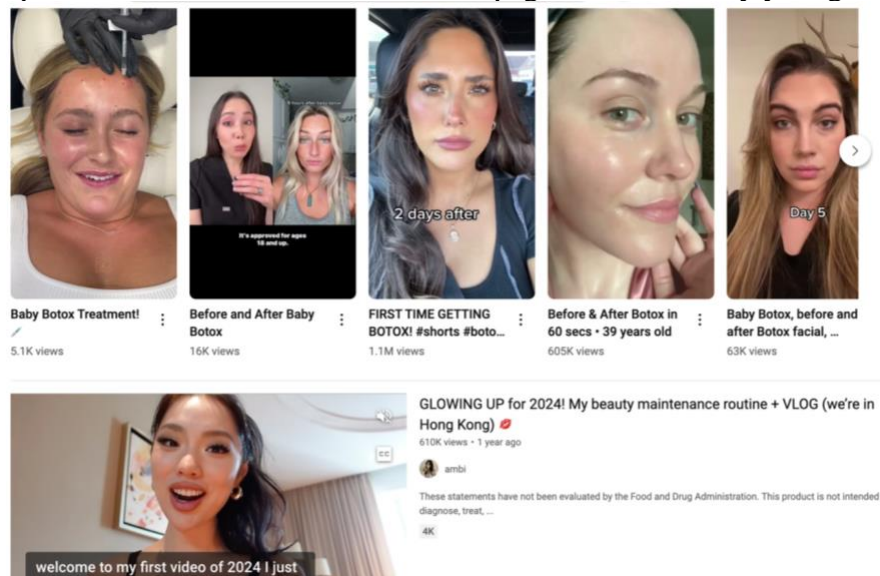 It's approved for ages
18 and up.
2 days after
Day 5
Baby Botox Treatment!
5.1K views
Before and After Baby
Botox
16K views
FIRST TIME GETTING
BOTOX! #shorts #boto...
1.1M views
Before & After Botox in
60 secs • 39 years old
605K views
Baby Botox, before and
after Botox facial, ...
63K views
GLOWING UP for 2024! My beauty maintenance routine + VLOG (we're in
Hong Kong) 💋
610K views • 1 year ago
ambi
These statements have not been evaluated by the Food and Drug Administration. This product is not intended
diagnose, treat, ...
4K
CC
welcome to my first video of 2024 I just